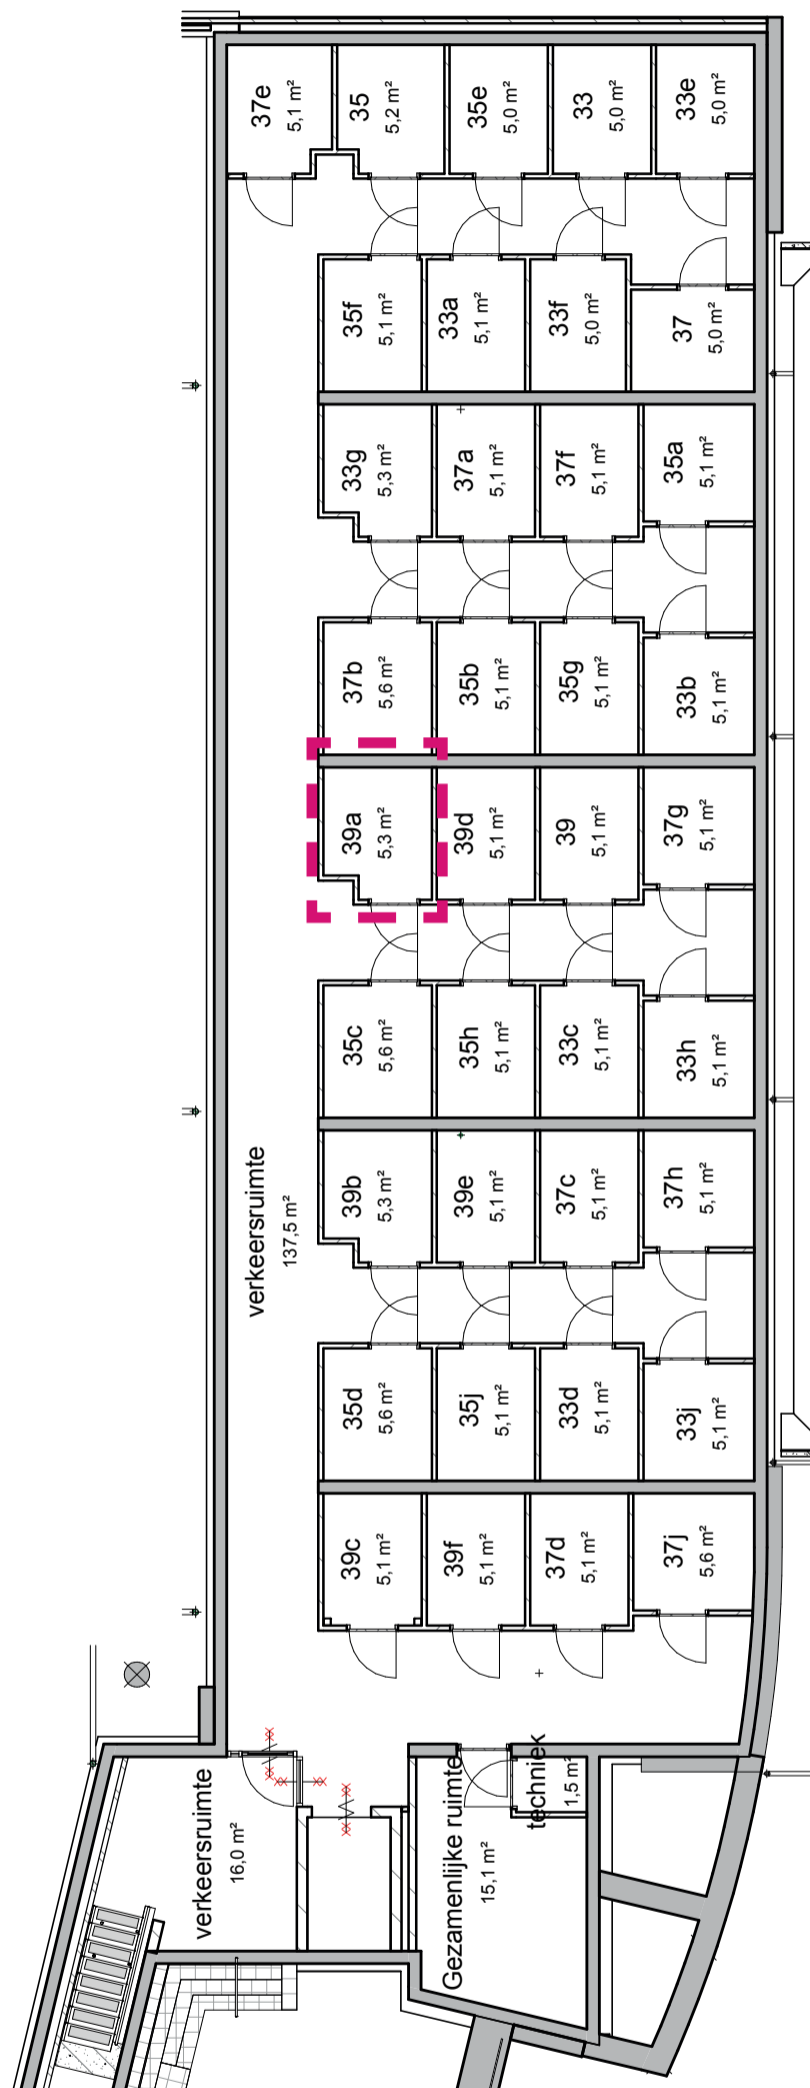 37e
5,1 m²
35
5,2 m²
35e
5,0 m²
33
5,0 m²
33e
5,0 m²
35f
5,1 m²
33a
5,1 m²
33f
5,0 m²
37
5,0 m²
33g
5,3 m²
37a
5,1 m²
37f
5,1 m²
35a
5,1 m²
37b
5,6 m²
35b
5,1 m²
35g
5,1 m²
33b
5,1 m²
39a
5,3 m²
39d
5,1 m²
39
5,1 m²
37g
5,1 m²
35c
5,6 m²
35h
5,1 m²
33c
5,1 m²
33h
5,1 m²
verkeersruimte
137,5 m²
39b
5,3 m²
39e
5,1 m²
37c
5,1 m²
37h
5,1 m²
35d
5,6 m²
35j
5,1 m²
33d
5,1 m²
33j
5,1 m²
39c
5,1 m²
39f
5,1 m²
37d
5,1 m²
37j
5,6 m²
verkeersruimte
16,0 m²
Gezamenlijke ruimte
15,1 m²
techniek
1,5 m²